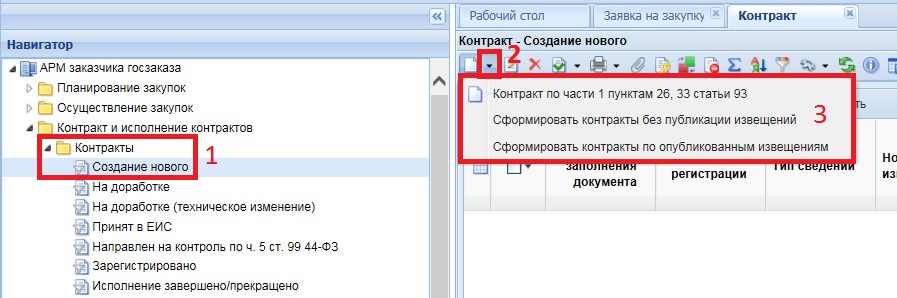 Навигатор
АРМ заказчика госзаказа
Планирование закупок
Осуществление закупок
Контракт и исполнение контрактов
Контракты
1
Создание нового
На доработке
На доработке (техническое изменение)
Принят в ЕИС
Направлен на контроль по ч. 5 ст. 99 44-ФЗ
Зарегистрировано
Исполнение завершено/прекращено
Рабочий стол
Заявка на закупку
Контракт
Контракт - Создание нового
2
Контракт по части 1 пунктам 26, 33 статьи 93
Сформировать контракты без публикации извещений
3
Сформировать контракты по опубликованным извещениям
заполнения документа
регистрации
Тип сведений